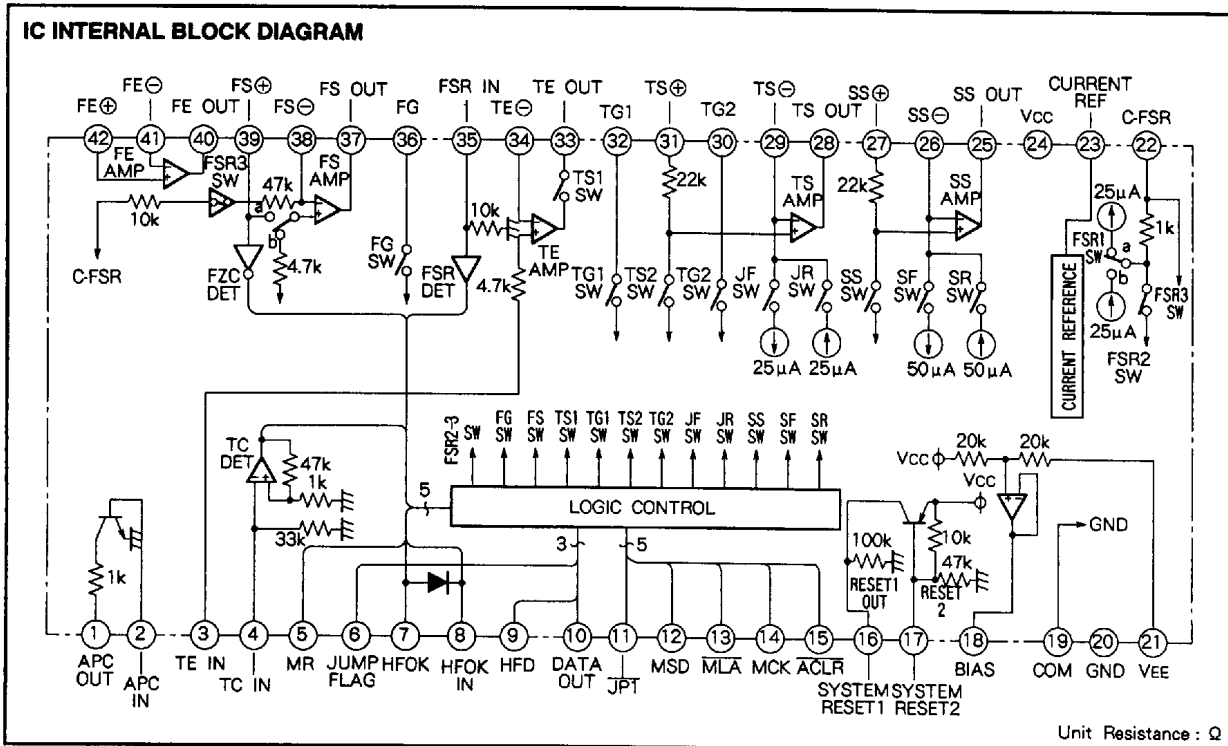 IC INTERNAL BLOCK DIAGRAM
FE⊕ FE⊖ FE OUT FS⊕ FS⊖ FS OUT FG FSR IN TE⊖ TE OUT TG1 TS⊕ TG2 TS⊖ TS OUT SS⊕ SS⊖ SS OUT VCC CURRENT REF C-FSR
42 41 40 39 38 37 36 35 34 33 32 31 30 29 28 27 26 25 24 23 22
FE AMP
FSR3 SW
47k
FS AMP
10k
a
b
4.7k
C-FSR
FZC DET
FG SW
FSR DET
10k
TE AMP
4.7k
TS1 SW
22k
TS AMP
22k
SS AMP
TG1 SW
TS2 SW
TG2 SW
JF SW
JR SW
SS SW
SF SW
SR SW
25μA
25μA
50μA
50μA
CURRENT REFERENCE
25μA
FSR1 SW
a
b
25μA
1k
FSR3 SW
FSR2 SW
FSR2-3 SW
FG SW
FS SW
TS1 SW
TG1 SW
TS2 SW
TG2 SW
JF SW
JR SW
SS SW
SF SW
SR SW
LOGIC CONTROL
5
3
5
TC DET
47k
1k
33k
1k
VCC
20k
20k
VCC
100k
RESET1 OUT
10k
47k
RESET 2
GND
1 2 3 4 5 6 7 8 9 10 11 12 13 14 15 16 17 18 19 20 21
APC OUT
APC IN
TE IN
TC IN
MR
JUMP FLAG
HFOK
HFOK IN
HFD
DATA OUT
JPT
MSD
MLA
MCK
ACLR
SYSTEM RESET1
SYSTEM RESET2
BIAS
COM
GND
VEE
Unit Resistance : Ω